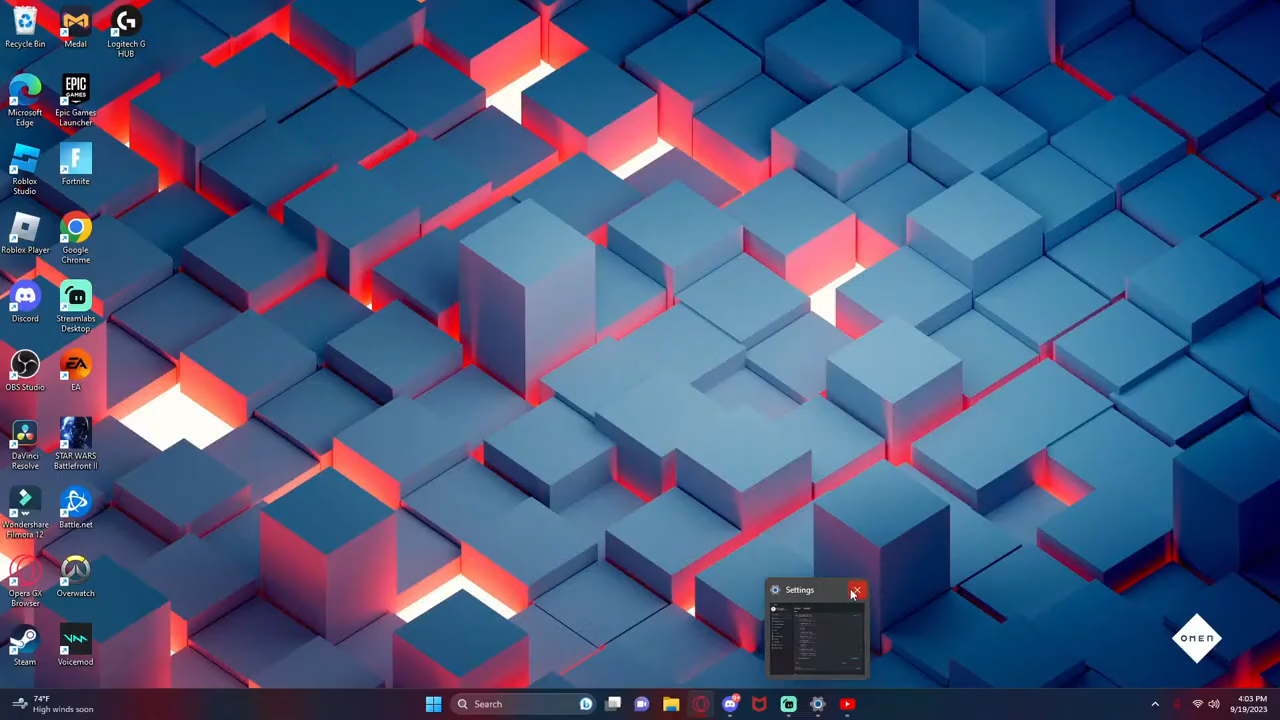 Recycle Bin
Medal
Logitech G
HUB
Microsoft
Edge
EPIC
GAMES
Epic Games
Launcher
Roblox
Studio
Fortnite
Roblox Player
Google
Chrome
Discord
Streamlabs
Desktop
OBS Studio
EA
EA
DaVinci
Resolve
STAR WARS
Battlefront II
Wondershare
Filmora 12
Battle.net
Opera GX
Browser
Overwatch
Steam
Voicemod
Settings
OMEN
74°F
High winds soon
Search
4:03 PM
9/19/2023